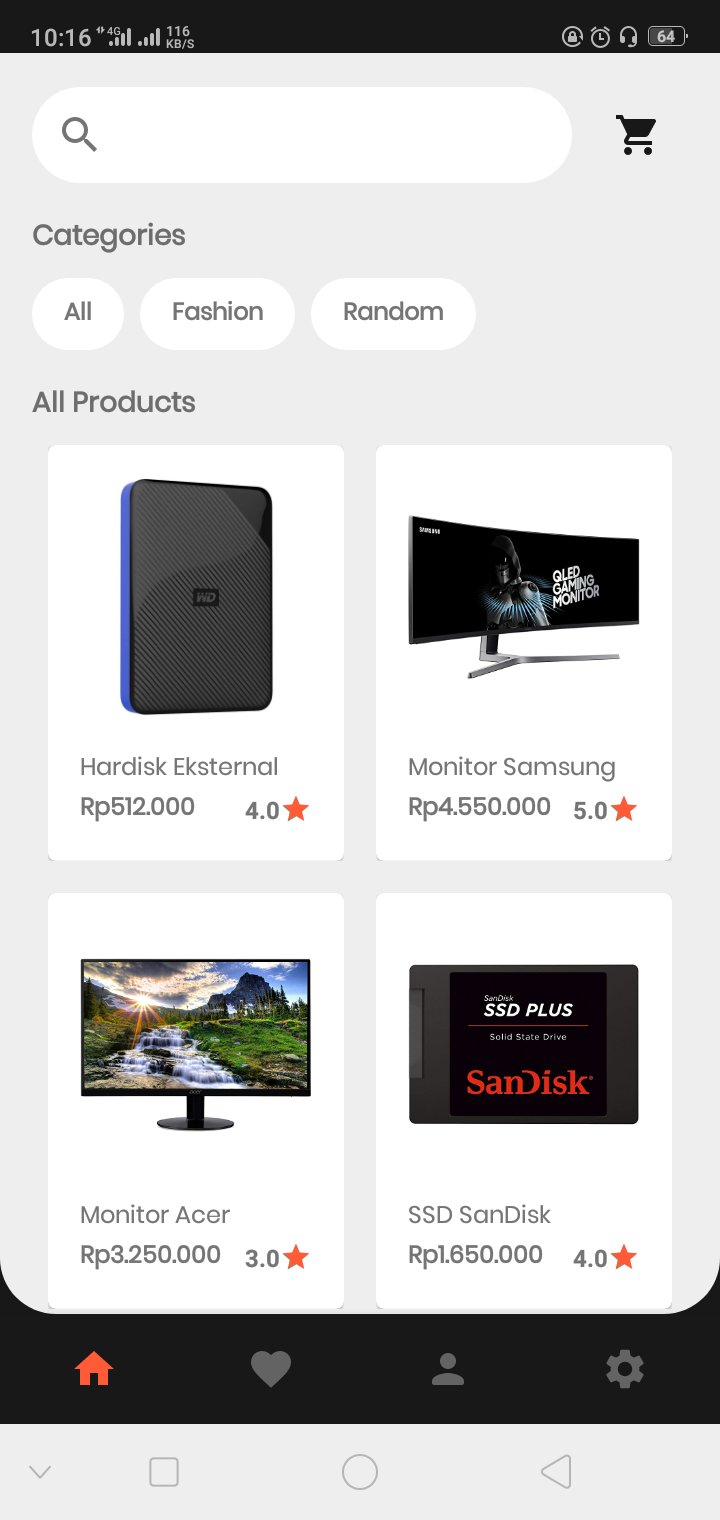 10:16 4G 116 KB/S 64
Categories
All Fashion Random
All Products
WD
SAMSUNG
QLED
GAMING
MONITOR
Hardisk Eksternal
Rp512.000 4.0
Monitor Samsung
Rp4.550.000 5.0
acer
SanDisk
SSD PLUS
Solid State Drive
SanDisk
Monitor Acer
Rp3.250.000 3.0
SSD SanDisk
Rp1.650.000 4.0